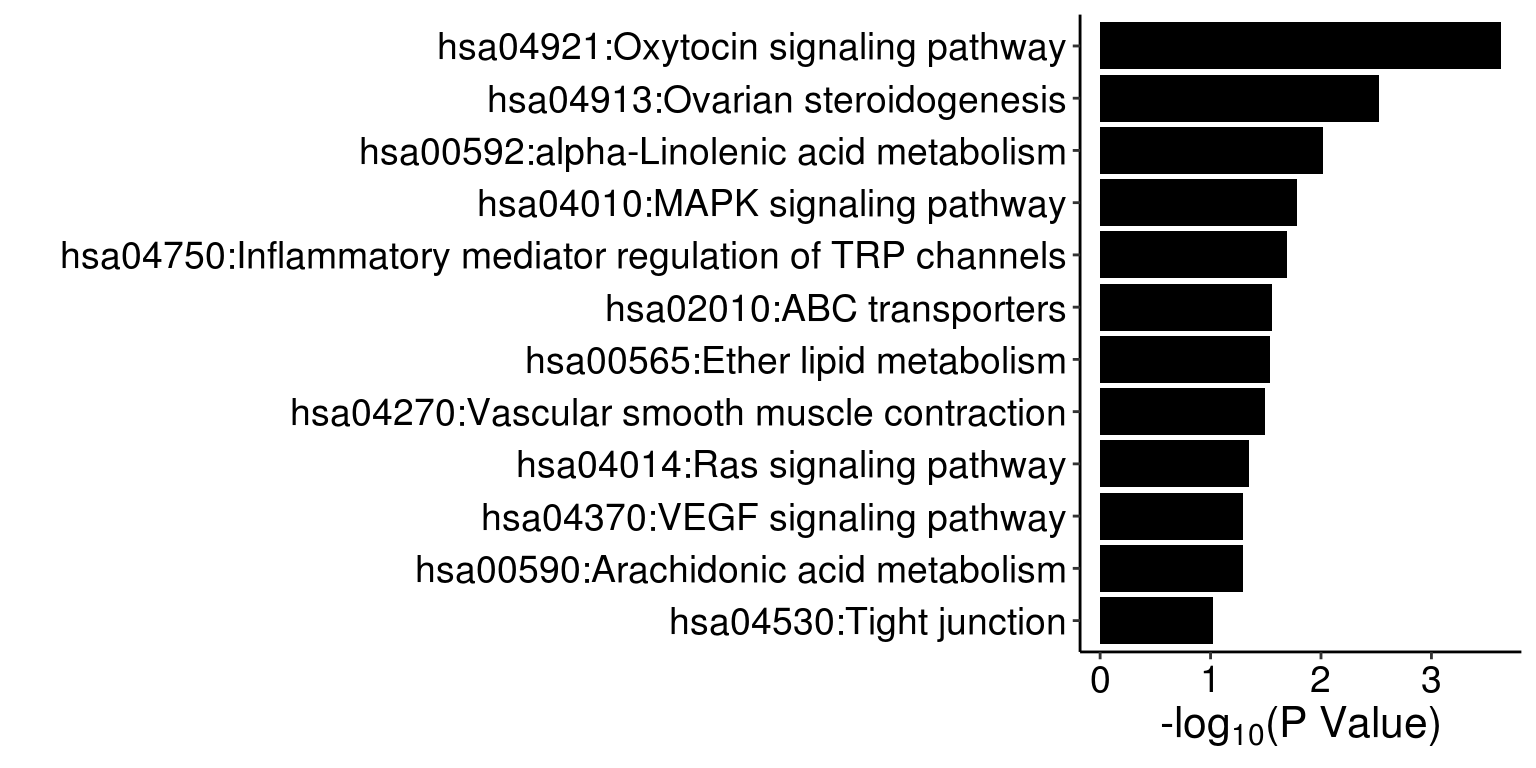 hsa04921:Oxytocin signaling pathway
hsa04913:Ovarian steroidogenesis
hsa00592:alpha-Linolenic acid metabolism
hsa04010:MAPK signaling pathway
hsa04750:Inflammatory mediator regulation of TRP channels
hsa02010:ABC transporters
hsa00565:Ether lipid metabolism
hsa04270:Vascular smooth muscle contraction
hsa04014:Ras signaling pathway
hsa04370:VEGF signaling pathway
hsa00590:Arachidonic acid metabolism
hsa04530:Tight junction
0 1 2 3
-log₁₀(P Value)